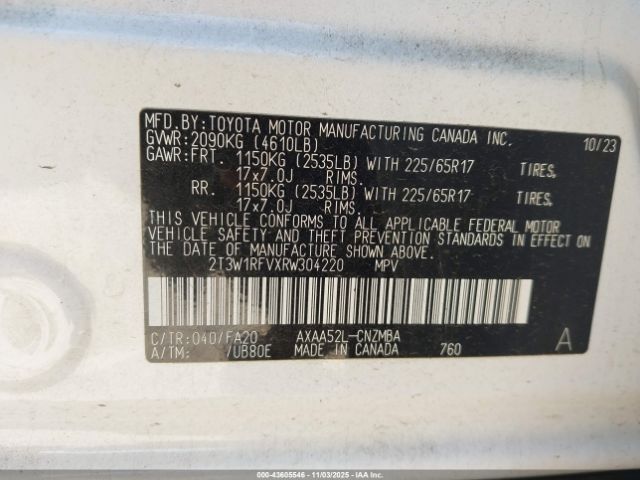 MFD.BY:TOYOTA MOTOR MANUFACTURING CANADA INC. 10/23
GVWR:2090KG (4610LB)
GAWR:FRT. 1150KG (2535LB) WITH 225/65R17 TIRES,
17x7.0J RIMS.
RR. 1150KG (2535LB) WITH 225/65R17 TIRES,
17x7.0J RIMS.
THIS VEHICLE CONFORMS TO ALL APPLICABLE FEDERAL MOTOR
VEHICLE SAFETY AND THEFT PREVENTION STANDARDS IN EFFECT ON
THE DATE OF MANUFACTURE SHOWN ABOVE.
2T3W1RFVXRW304220 MPV
C/TR:040/FA20 AXAA52L-CNZMBA A
A/TM: /UB80E MADE IN CANADA 760
000-43605546 - 11/03/2025 - IAA, Inc.